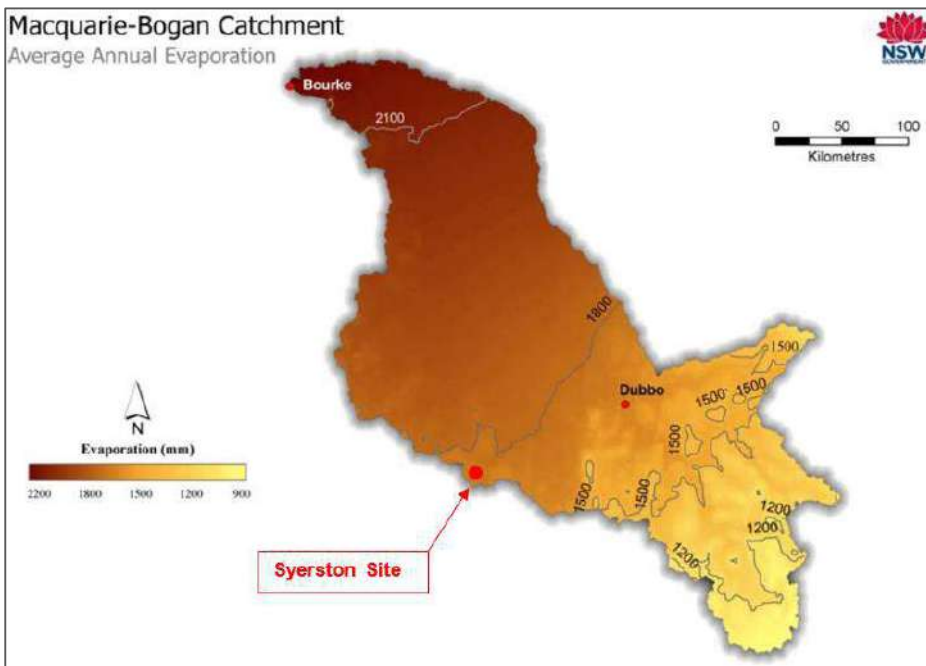 Macquarie-Bogan Catchment
Average Annual Evaporation
NSW
GOVERNMENT
Bourke
2100
0 50 100
Kilometres
1800
1500
Dubbo
1500
1500
1500
N
Evaporation (mm)
2200 1800 1500 1200 900
1500
1500
1200
1200
1200
Syerston Site